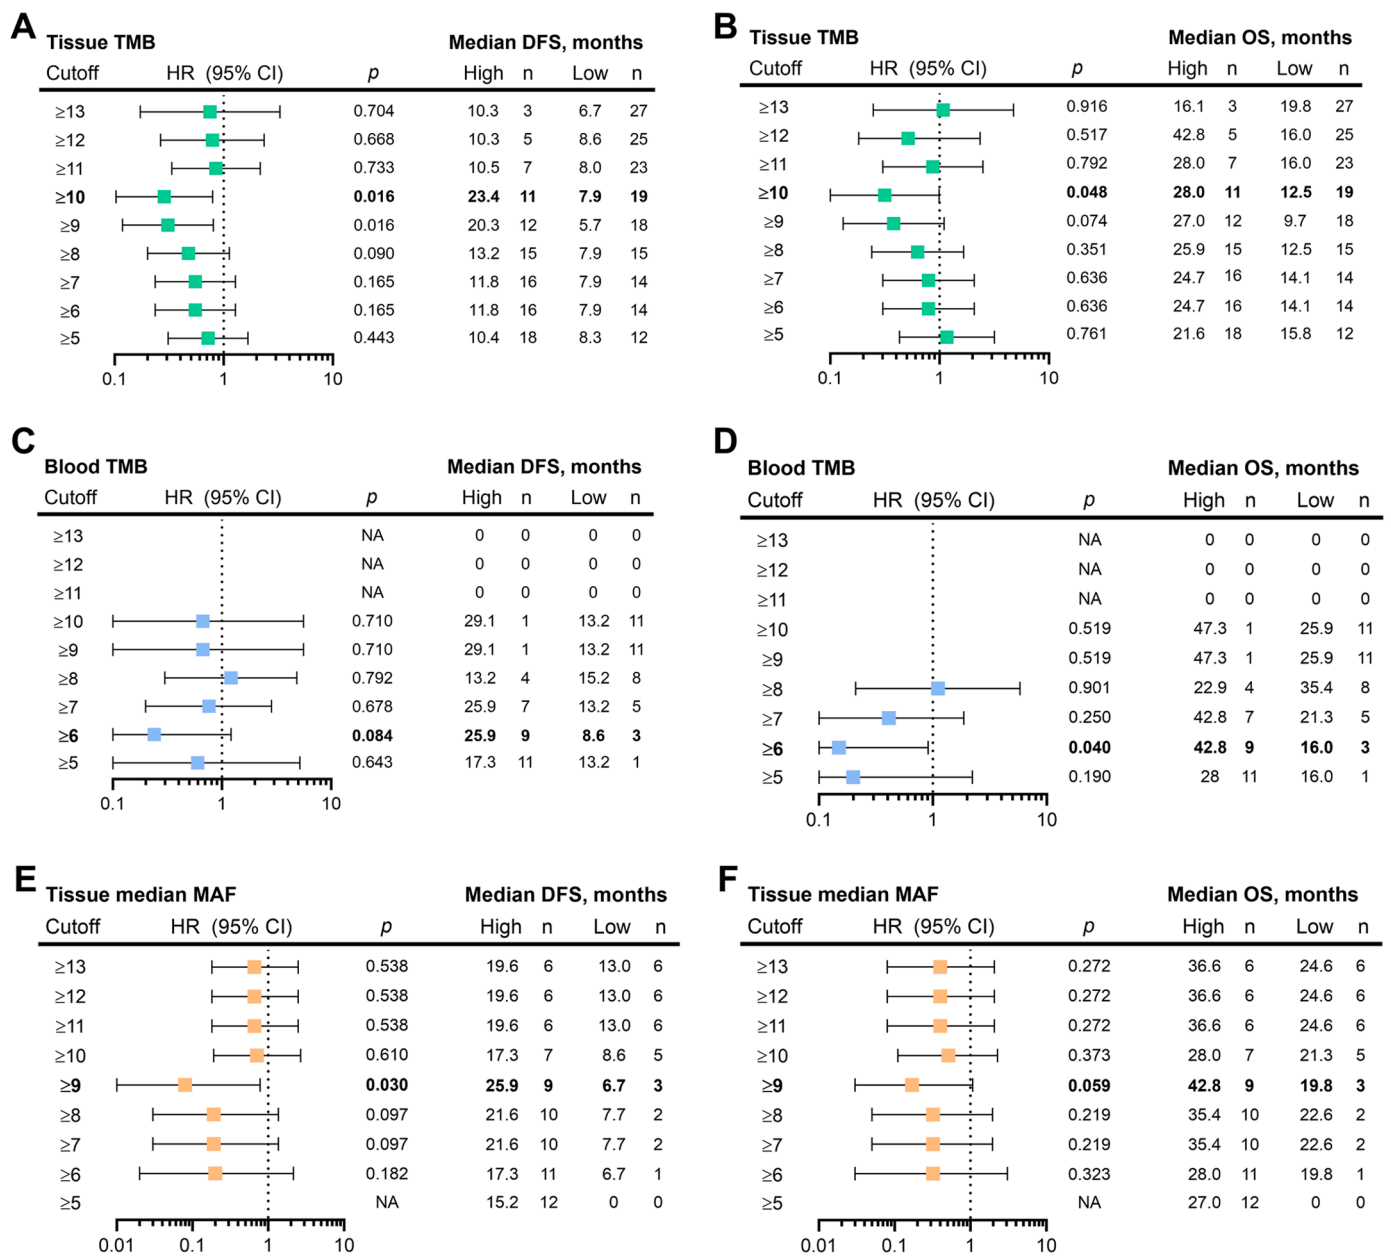 A
Tissue TMB Median DFS, months
Cutoff HR (95% CI) p High n Low n
≥13 0.704 10.3 3 6.7 27
≥12 0.668 10.3 5 8.6 25
≥11 0.733 10.5 7 8.0 23
≥10 0.016 23.4 11 7.9 19
≥9 0.016 20.3 12 5.7 18
≥8 0.090 13.2 15 7.9 15
≥7 0.165 11.8 16 7.9 14
≥6 0.165 11.8 16 7.9 14
≥5 0.443 10.4 18 8.3 12
0.1 1 10
B
Tissue TMB Median OS, months
Cutoff HR (95% CI) p High n Low n
≥13 0.916 16.1 3 19.8 27
≥12 0.517 42.8 5 16.0 25
≥11 0.792 28.0 7 16.0 23
≥10 0.048 28.0 11 12.5 19
≥9 0.074 27.0 12 9.7 18
≥8 0.351 25.9 15 12.5 15
≥7 0.636 24.7 16 14.1 14
≥6 0.636 24.7 16 14.1 14
≥5 0.761 21.6 18 15.8 12
0.1 1 10
C
Blood TMB Median DFS, months
Cutoff HR (95% CI) p High n Low n
≥13 NA 0 0 0 0
≥12 NA 0 0 0 0
≥11 NA 0 0 0 0
≥10 0.710 29.1 1 13.2 11
≥9 0.710 29.1 1 13.2 11
≥8 0.792 13.2 4 15.2 8
≥7 0.678 25.9 7 13.2 5
≥6 0.084 25.9 9 8.6 3
≥5 0.643 17.3 11 13.2 1
0.1 1 10
D
Blood TMB Median OS, months
Cutoff HR (95% CI) p High n Low n
≥13 NA 0 0 0 0
≥12 NA 0 0 0 0
≥11 NA 0 0 0 0
≥10 0.519 47.3 1 25.9 11
≥9 0.519 47.3 1 25.9 11
≥8 0.901 22.9 4 35.4 8
≥7 0.250 42.8 7 21.3 5
≥6 0.040 42.8 9 16.0 3
≥5 0.190 28 11 16.0 1
0.1 1 10
E
Tissue median MAF Median DFS, months
Cutoff HR (95% CI) p High n Low n
≥13 0.538 19.6 6 13.0 6
≥12 0.538 19.6 6 13.0 6
≥11 0.538 19.6 6 13.0 6
≥10 0.610 17.3 7 8.6 5
≥9 0.030 25.9 9 6.7 3
≥8 0.097 21.6 10 7.7 2
≥7 0.097 21.6 10 7.7 2
≥6 0.182 17.3 11 6.7 1
≥5 NA 15.2 12 0 0
0.01 0.1 1 10
F
Tissue median MAF Median OS, months
Cutoff HR (95% CI) p High n Low n
≥13 0.272 36.6 6 24.6 6
≥12 0.272 36.6 6 24.6 6
≥11 0.272 36.6 6 24.6 6
≥10 0.373 28.0 7 21.3 5
≥9 0.059 42.8 9 19.8 3
≥8 0.219 35.4 10 22.6 2
≥7 0.219 35.4 10 22.6 2
≥6 0.323 28.0 11 19.8 1
≥5 NA 27.0 12 0 0
0.01 0.1 1 10